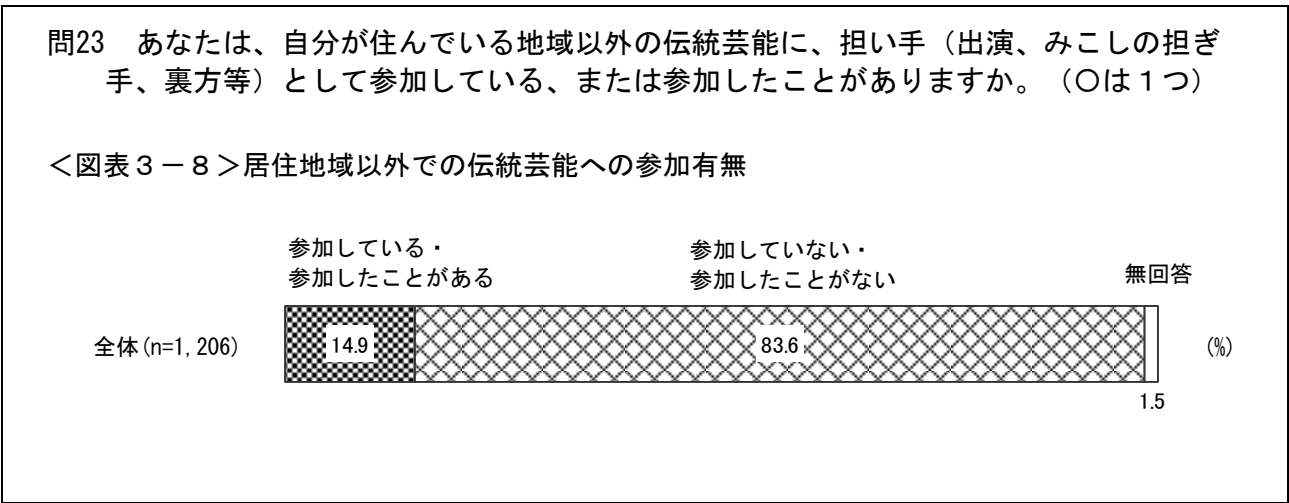 問23　あなたは、自分が住んでいる地域以外の伝統芸能に、担い手（出演、みこしの担ぎ
手、裏方等）として参加している、または参加したことがありますか。（○は１つ）
＜図表３－８＞居住地域以外での伝統芸能への参加有無
参加している・
参加したことがある
参加していない・
参加したことがない
無回答
全体(n=1,206)
14.9
83.6
(%)
1.5